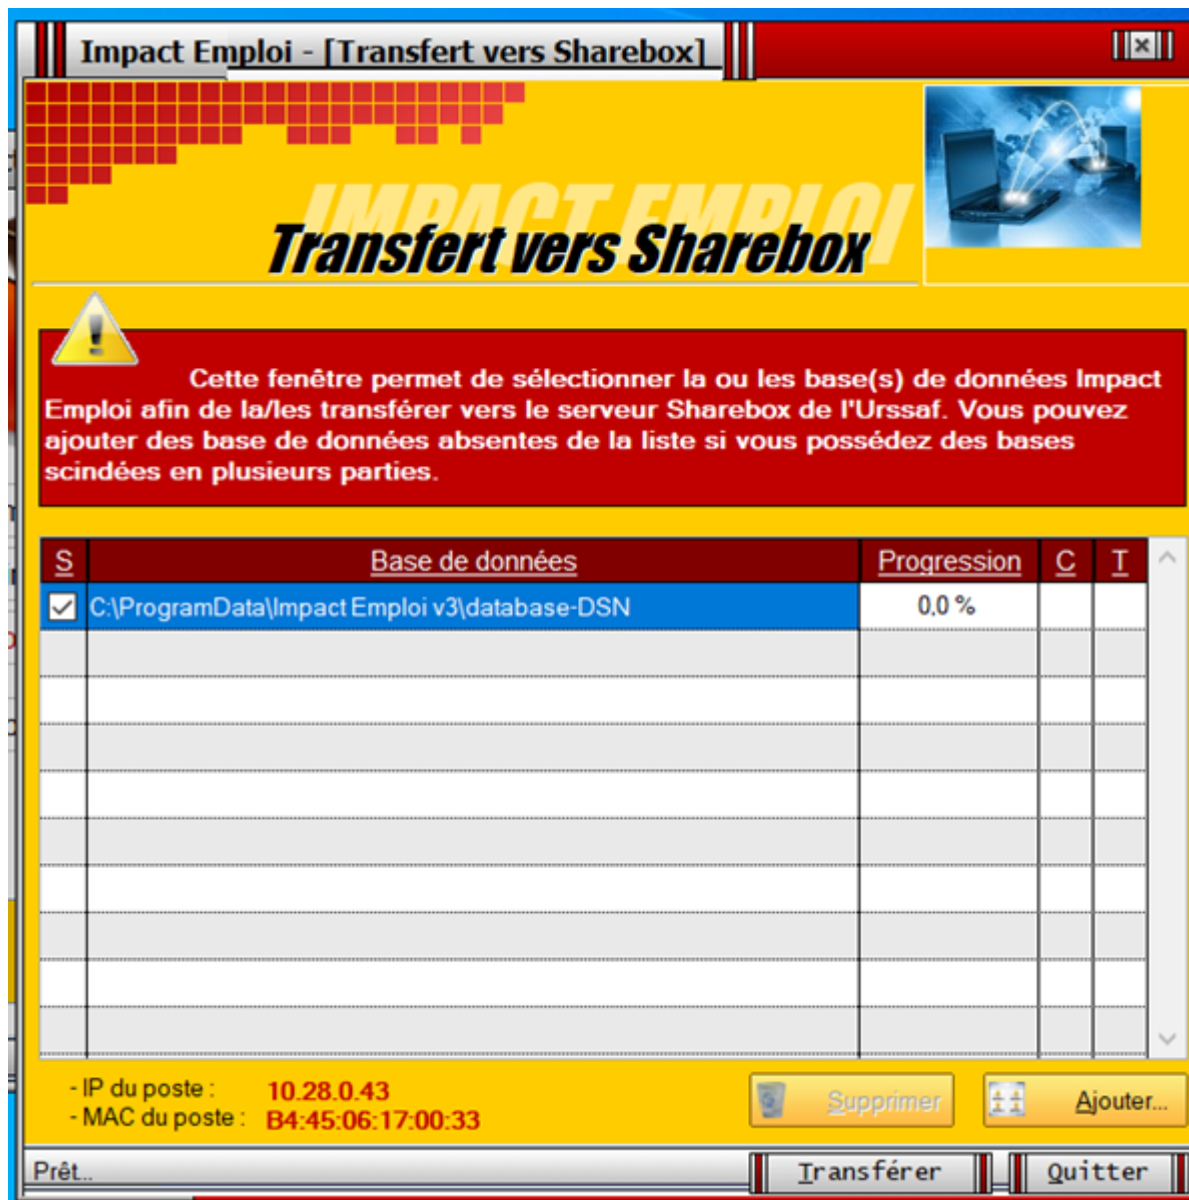 Impact Emploi - [Transfert vers Sharebox]
IMPACT EMPLOI
Transfert vers Sharebox
Cette fenêtre permet de sélectionner la ou les base(s) de données Impact
Emploi afin de la/les transférer vers le serveur Sharebox de l'Urssaf. Vous pouvez
ajouter des base de données absentes de la liste si vous possédez des bases
scindées en plusieurs parties.
S Base de données Progression C T
C:\ProgramData\Impact Emploi v3\database-DSN 0,0 %
- IP du poste : 10.28.0.43
- MAC du poste : B4:45:06:17:00:33
Supprimer Ajouter...
Prêt... Transférer Quitter